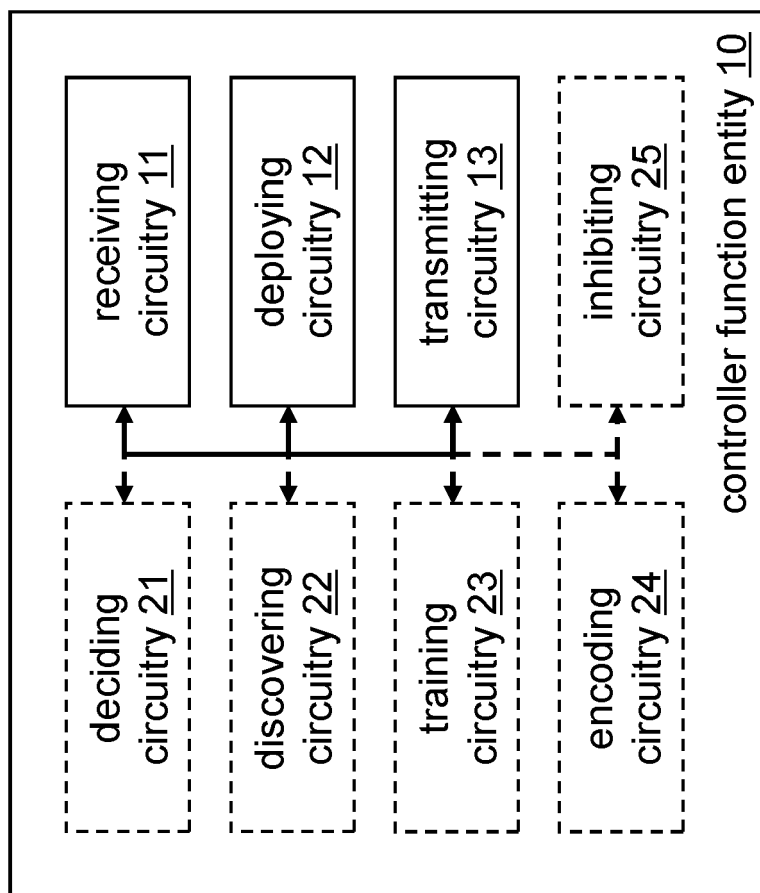 deciding
circuitry 21
receiving
circuitry 11
discovering
circuitry 22
deploying
circuitry 12
training
circuitry 23
transmitting
circuitry 13
encoding
circuitry 24
inhibiting
circuitry 25
controller function entity 10